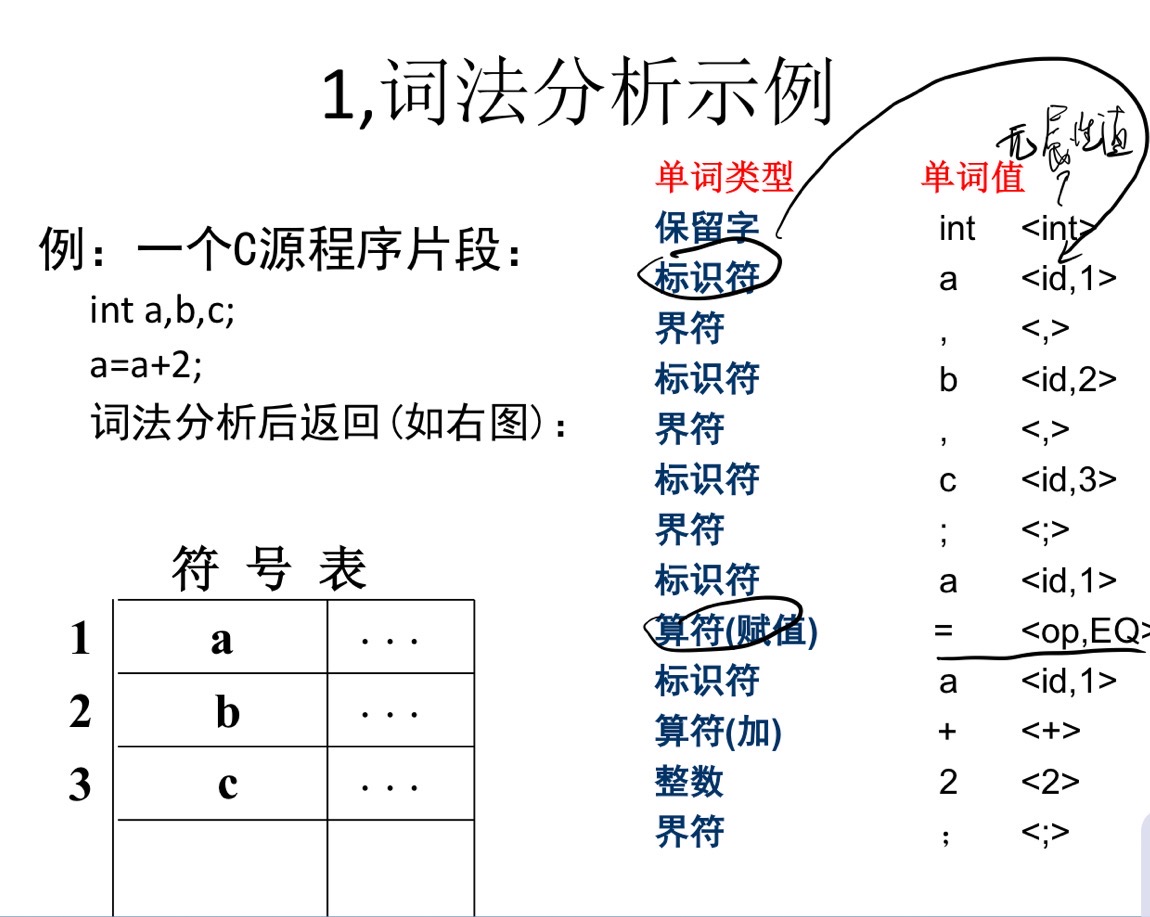 1,词法分析示例
无属性值?
例：一个C源程序片段：
int a,b,c;
a=a+2;
词法分析后返回(如右图)：
符 号 表
1 a ···
2 b ···
3 c ···
单词类型 单词值
保留字 int <int>
标识符 a <id,1>
界符 , <,>
标识符 b <id,2>
界符 , <,>
标识符 c <id,3>
界符 ; <;>
标识符 a <id,1>
算符(赋值) = <op,EQ>
标识符 a <id,1>
算符(加) + <+>
整数 2 <2>
界符 ； <;>